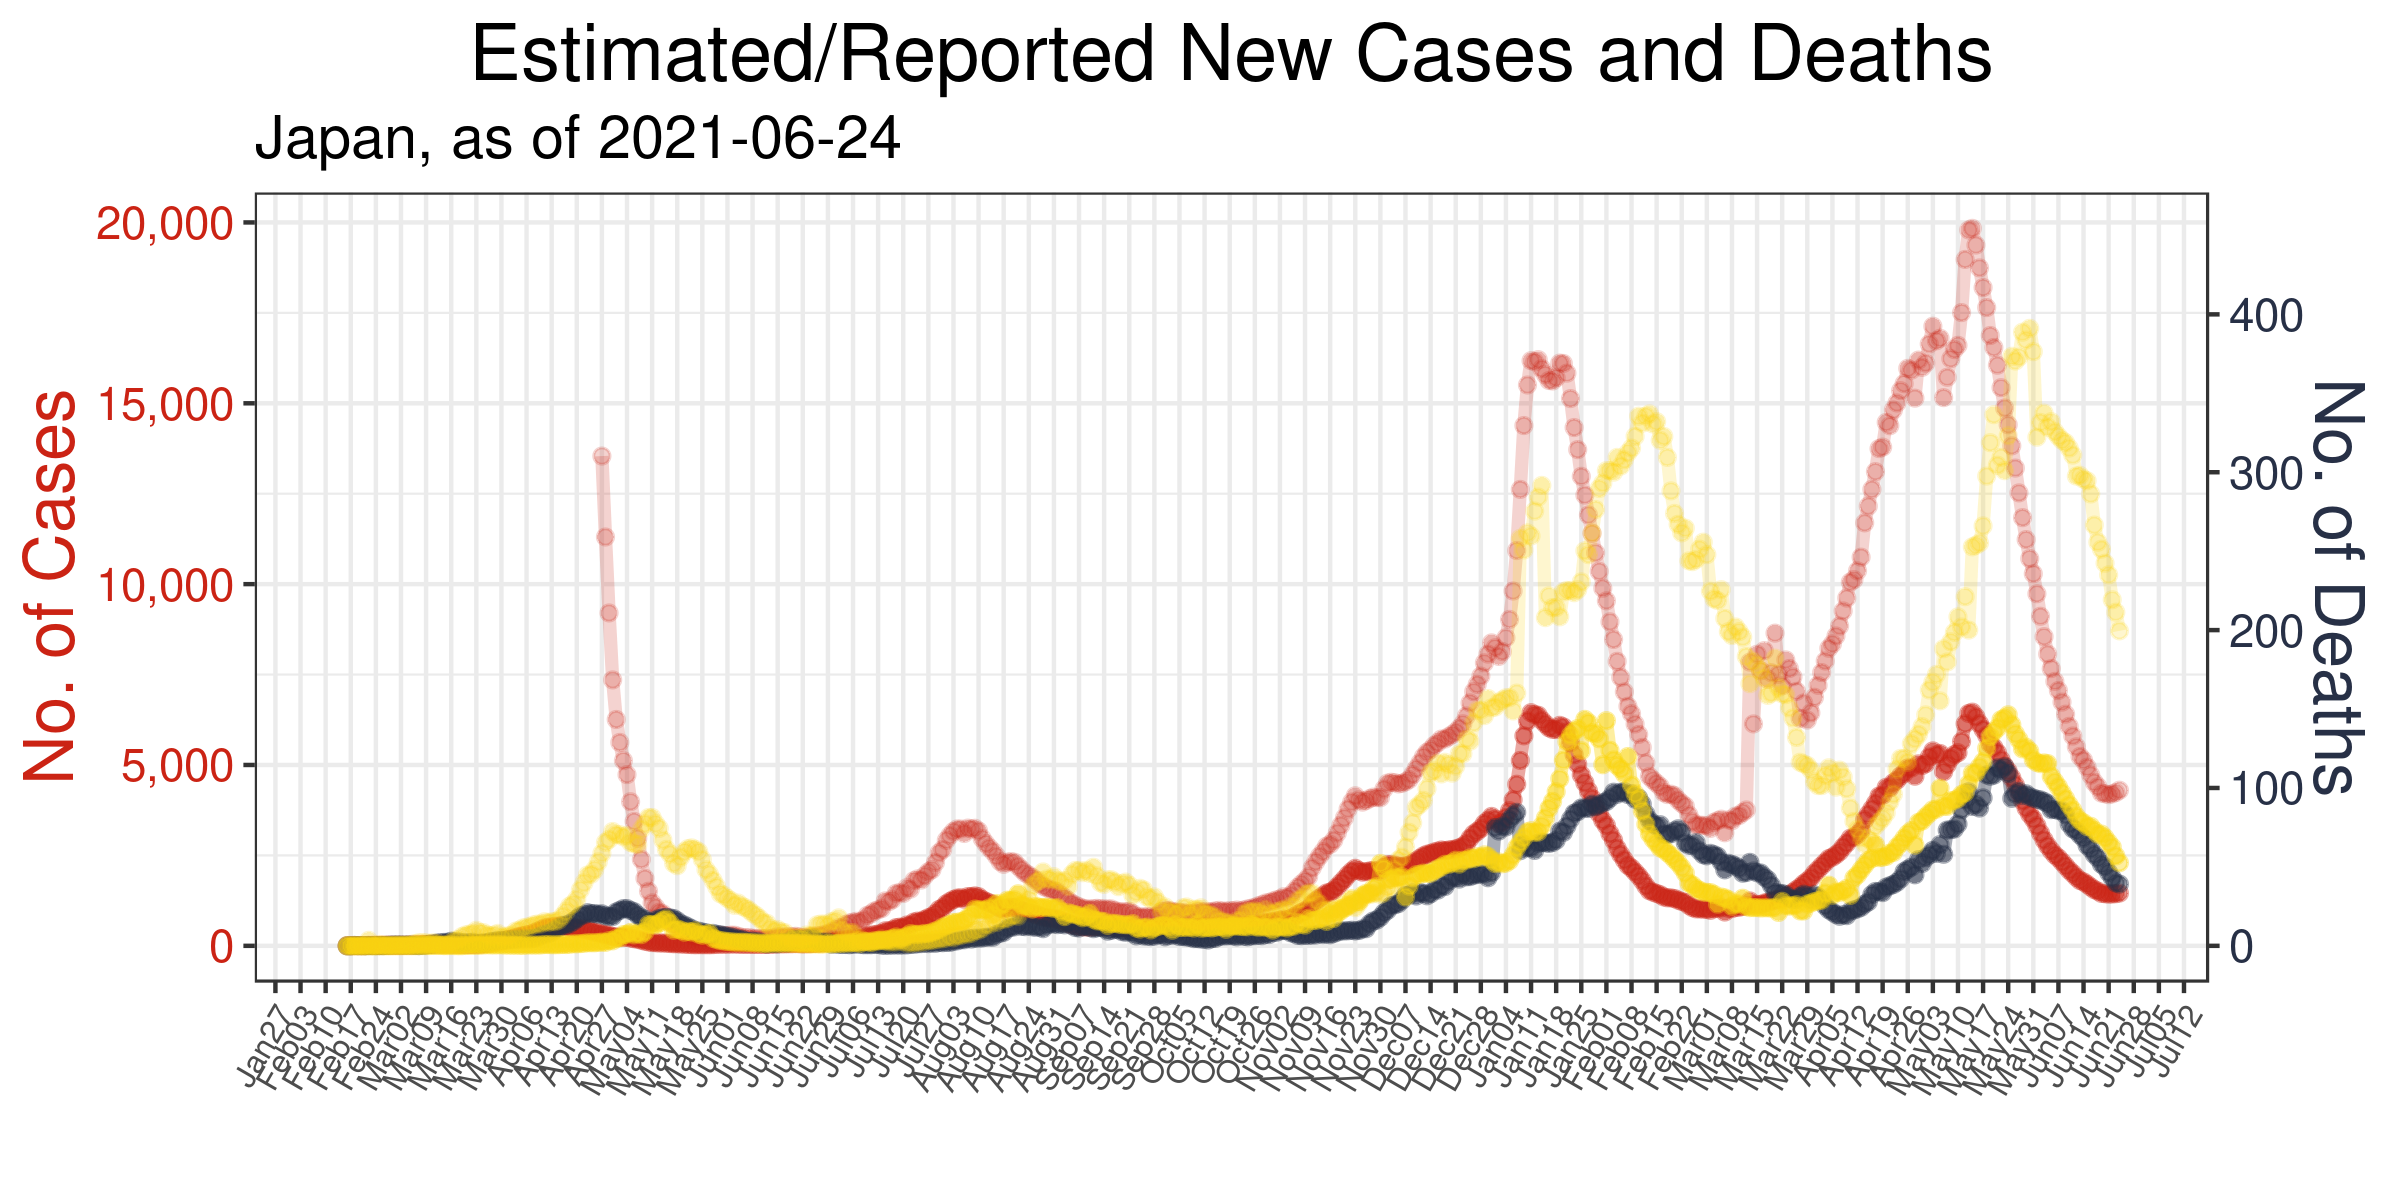 Estimated/Reported New Cases and Deaths
Japan, as of 2021-06-24
No. of Cases
20,000
15,000
10,000
5,000
0
No. of Deaths
400
300
200
100
0
Jan27
Feb03
Feb10
Feb17
Feb24
Mar02
Mar09
Mar16
Mar23
Mar30
Apr06
Apr13
Apr20
Apr27
May04
May11
May18
May25
Jun01
Jun08
Jun15
Jun22
Jun29
Jul06
Jul13
Jul20
Jul27
Aug03
Aug10
Aug17
Aug24
Aug31
Sep07
Sep14
Sep21
Sep28
Oct05
Oct12
Oct19
Oct26
Nov02
Nov09
Nov16
Nov23
Nov30
Dec07
Dec14
Dec21
Dec28
Jan04
Jan11
Jan18
Jan25
Feb01
Feb08
Feb15
Feb22
Mar01
Mar08
Mar15
Mar22
Mar29
Apr05
Apr12
Apr19
Apr26
May03
May10
May17
May24
May31
Jun07
Jun14
Jun21
Jun28
Jul05
Jul12